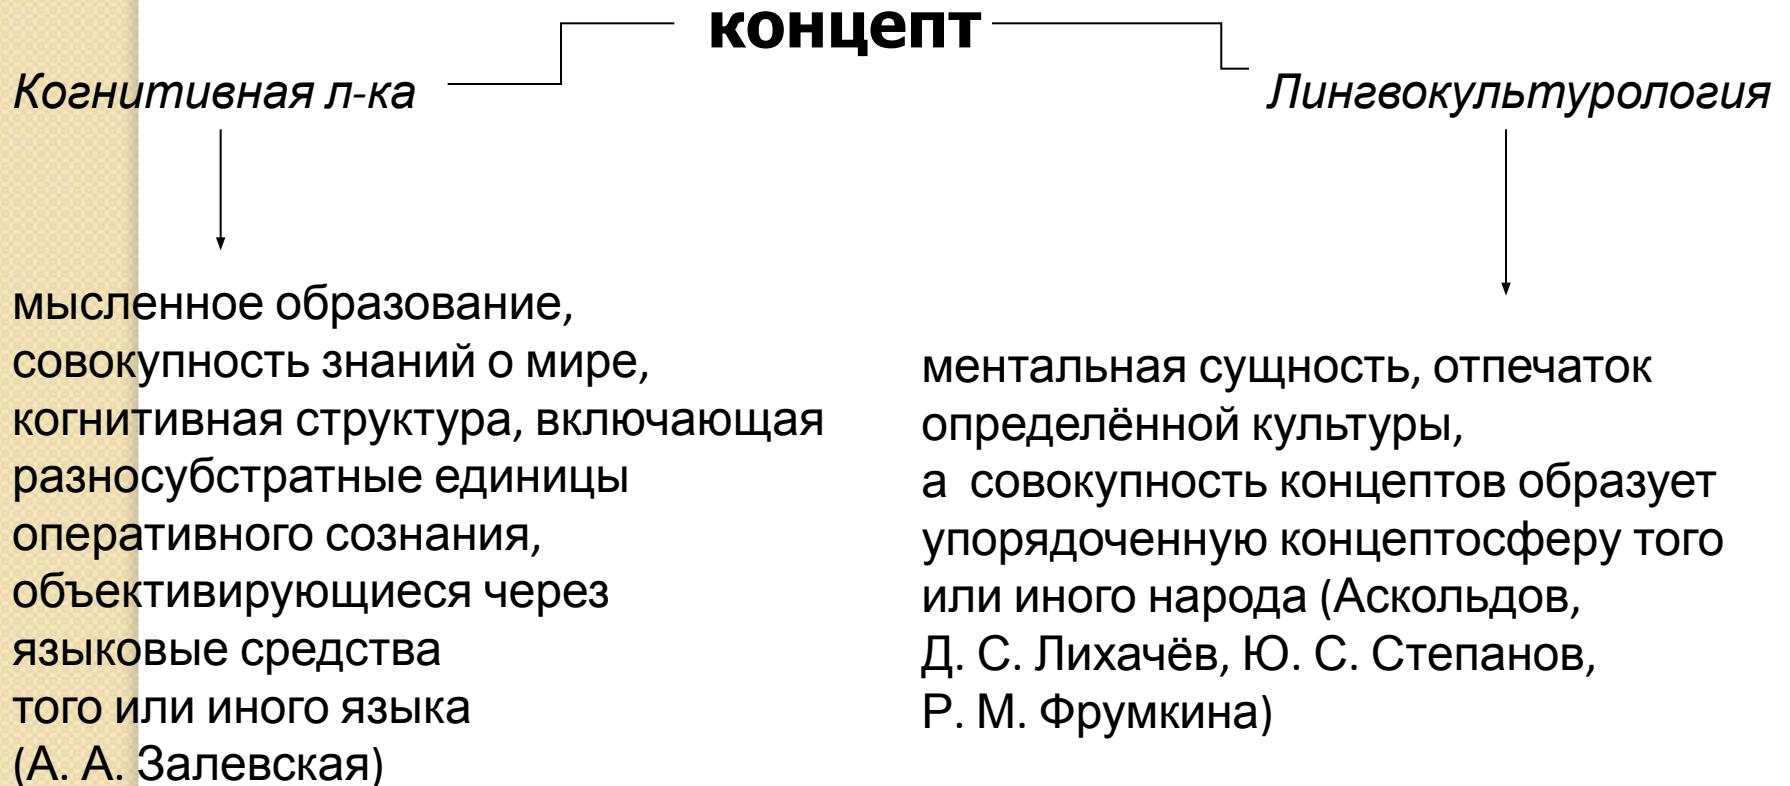 концепт
Когнитивная л-ка
Лингвокультурология
мысленное образование,
совокупность знаний о мире,
когнитивная структура, включающая
разносубстратные единицы
оперативного сознания,
объективирующиеся через
языковые средства
того или иного языка
(А. А. Залевская)
ментальная сущность, отпечаток
определённой культуры,
а  совокупность концептов образует
упорядоченную концептосферу того
или иного народа (Аскольдов,
Д. С. Лихачёв, Ю. С. Степанов,
Р. М. Фрумкина)